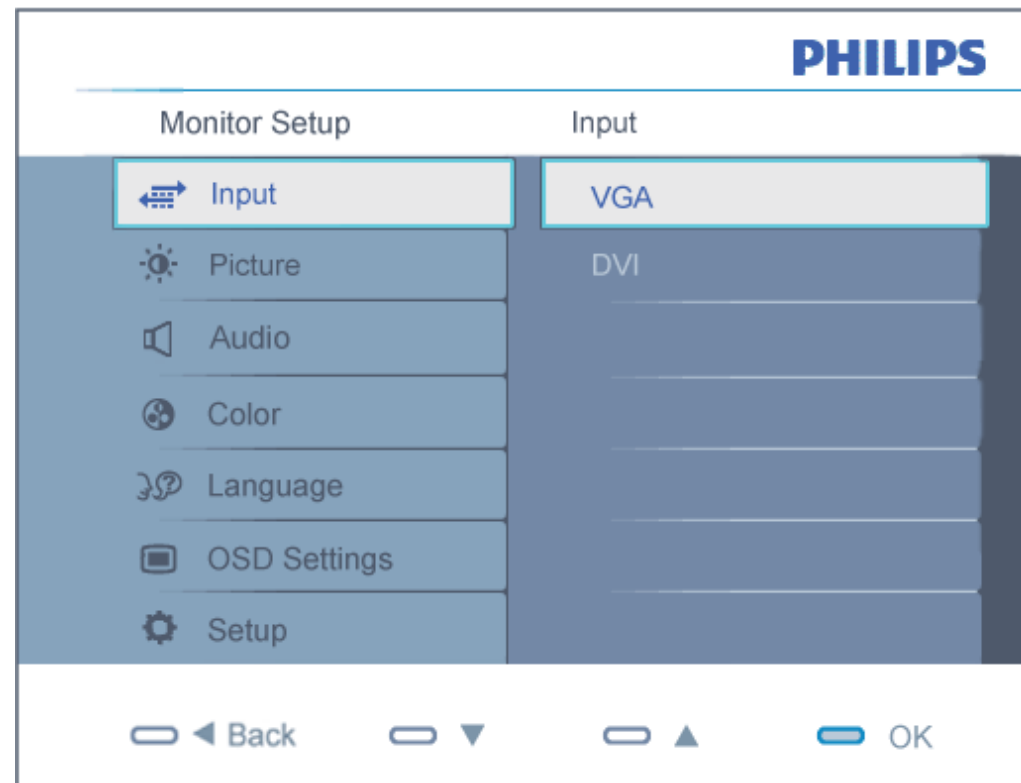 PHILIPS
Monitor Setup
Input
Input
VGA
Picture
DVI
Audio
Color
Language
OSD Settings
Setup
Back
OK